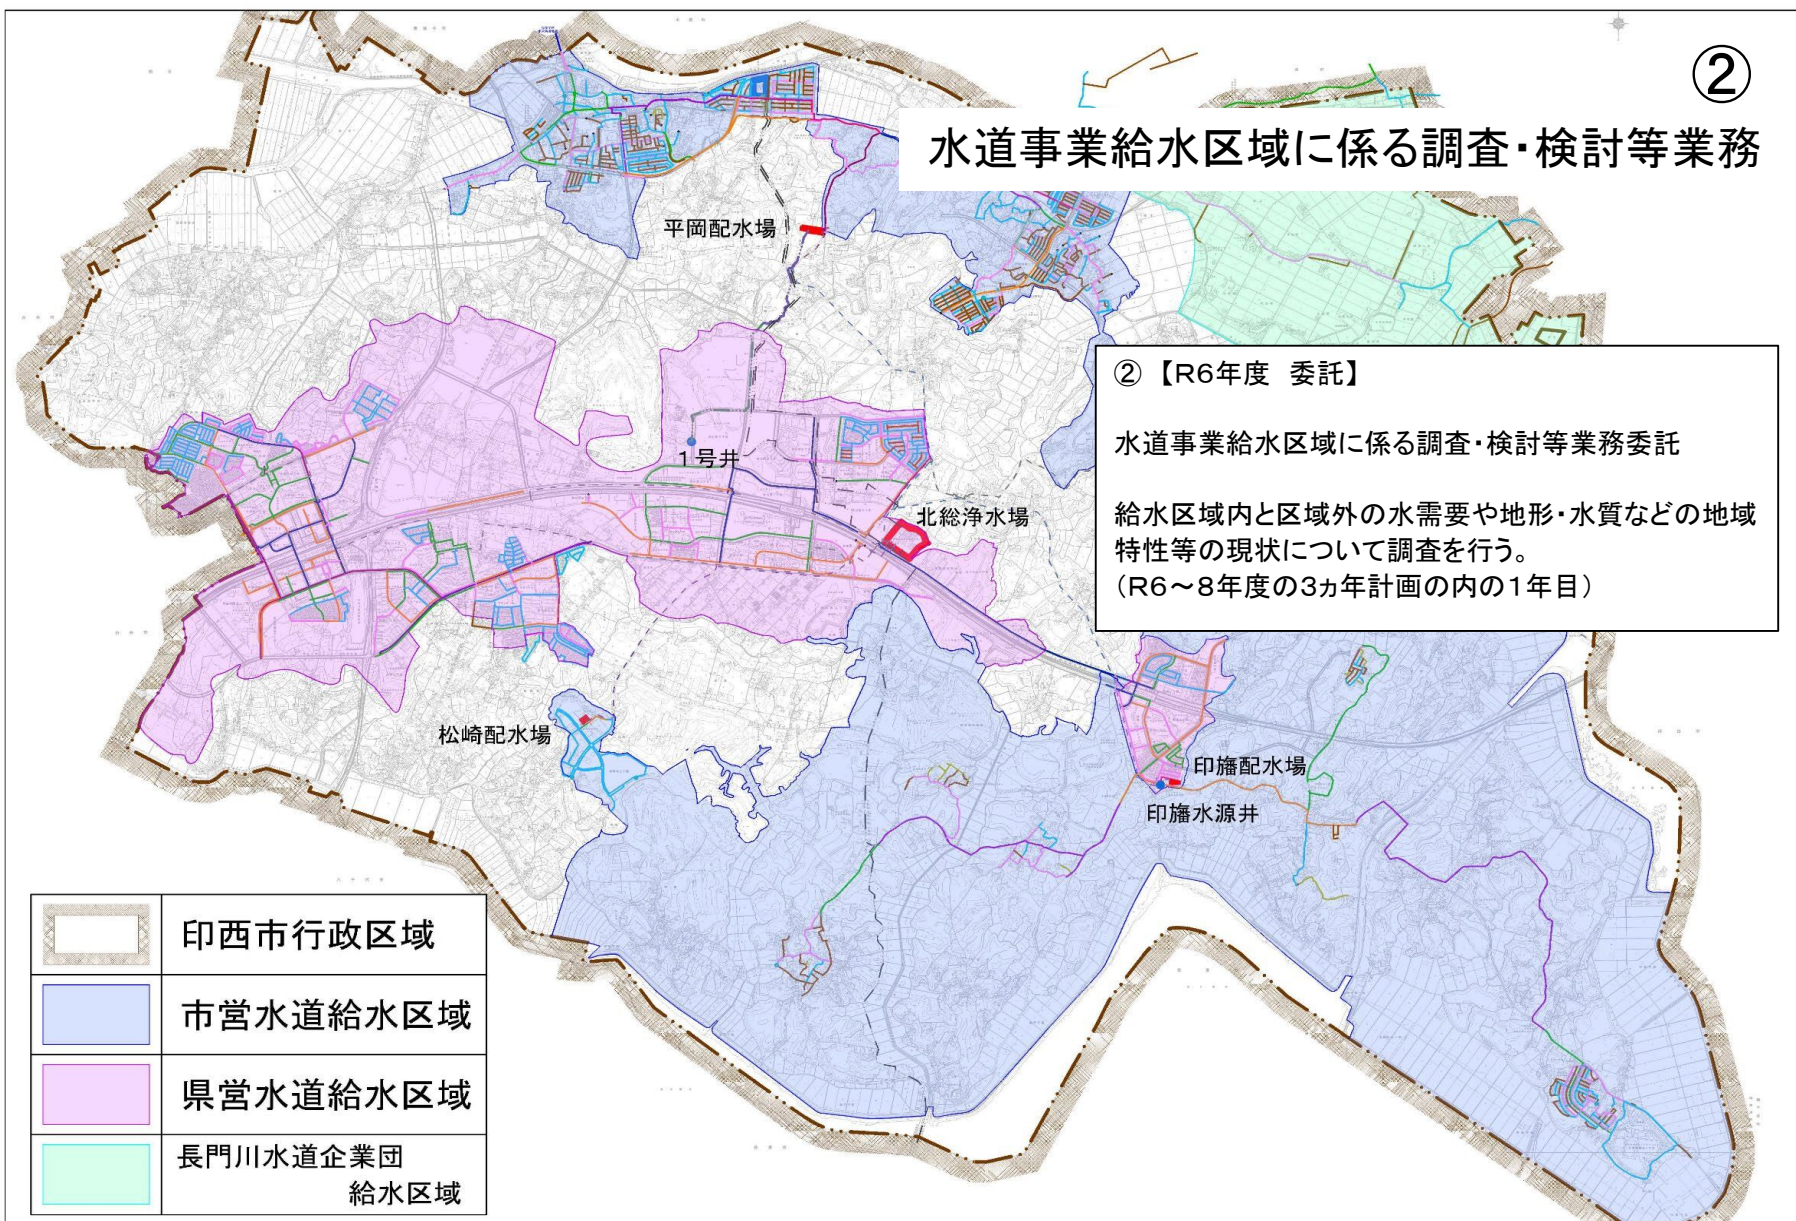 ②
水道事業給水区域に係る調査・検討等業務
平岡配水場
② 【R6年度 委託】
水道事業給水区域に係る調査・検討等業務委託
給水区域内と区域外の水需要や地形・水質などの地域
特性等の現状について調査を行う。
(R6～8年度の3ヵ年計画の内の1年目)
1号井
北総浄水場
松崎配水場
印旛配水場
印旛水源井
印西市行政区域
市営水道給水区域
県営水道給水区域
長門川水道企業団
給水区域